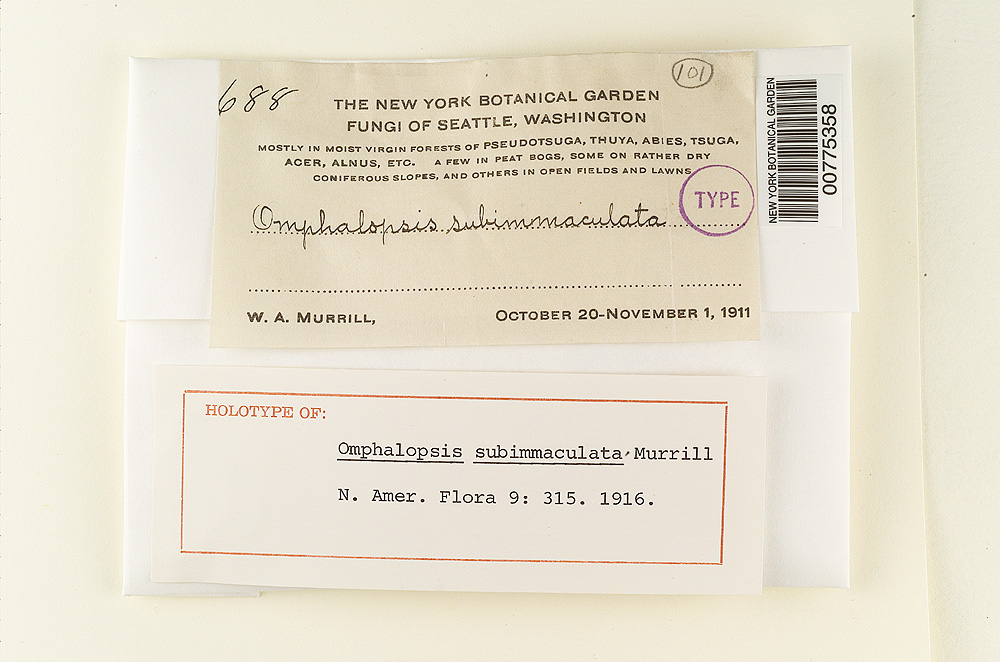 688
101
THE NEW YORK BOTANICAL GARDEN
FUNGI OF SEATTLE, WASHINGTON
MOSTLY IN MOIST VIRGIN FORESTS OF PSEUDOTSUGA, THUYA, ABIES, TSUGA,
ACER, ALNUS, ETC. A FEW IN PEAT BOGS, SOME ON RATHER DRY
CONIFEROUS SLOPES, AND OTHERS IN OPEN FIELDS AND LAWNS
TYPE
Omphalopsis subimmaculata
W. A. MURRILL, OCTOBER 20-NOVEMBER 1, 1911
NEW YORK BOTANICAL GARDEN
00775358
HOLOTYPE OF:
Omphalopsis subimmaculata Murrill
N. Amer. Flora 9: 315. 1916.